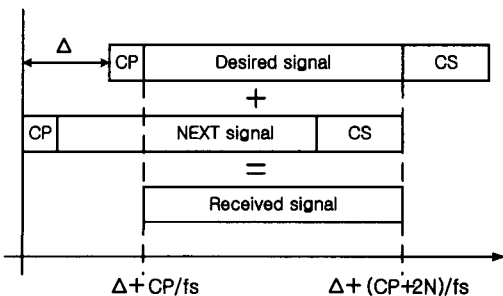 Δ
CP Desired signal CS
+
CP NEXT signal CS
=
Received signal
Δ+CP/fs Δ+(CP+2N)/fs